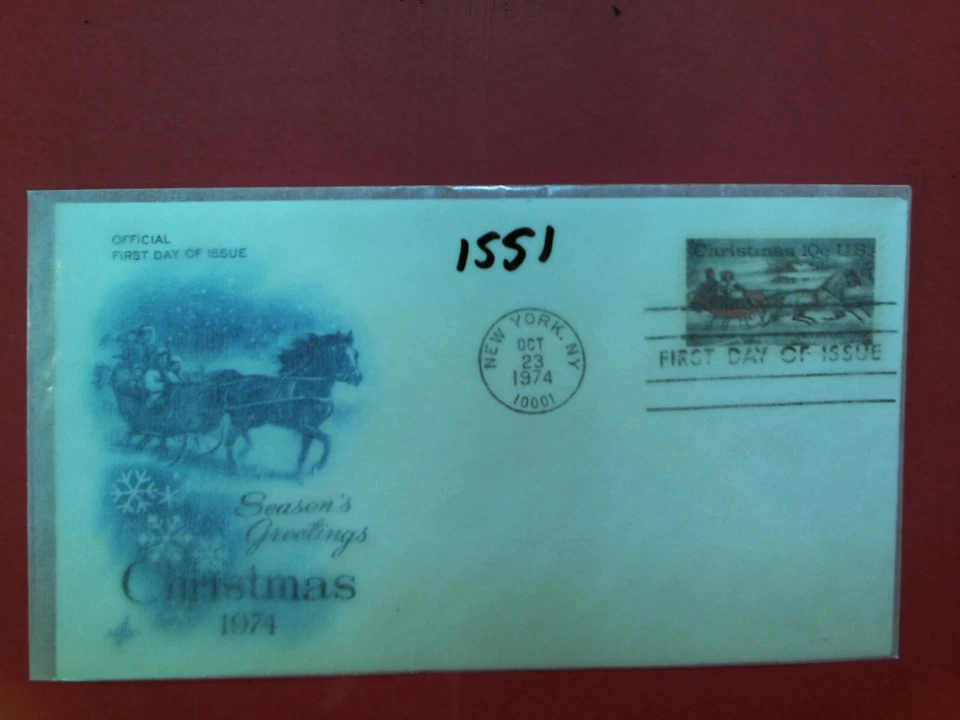 OFFICIAL
FIRST DAY OF ISSUE
1551
Christmas 10c U.S.
NEW YORK, NY
OCT
23
1974
10001
FIRST DAY OF ISSUE
Season's
Greetings
Christmas
1974